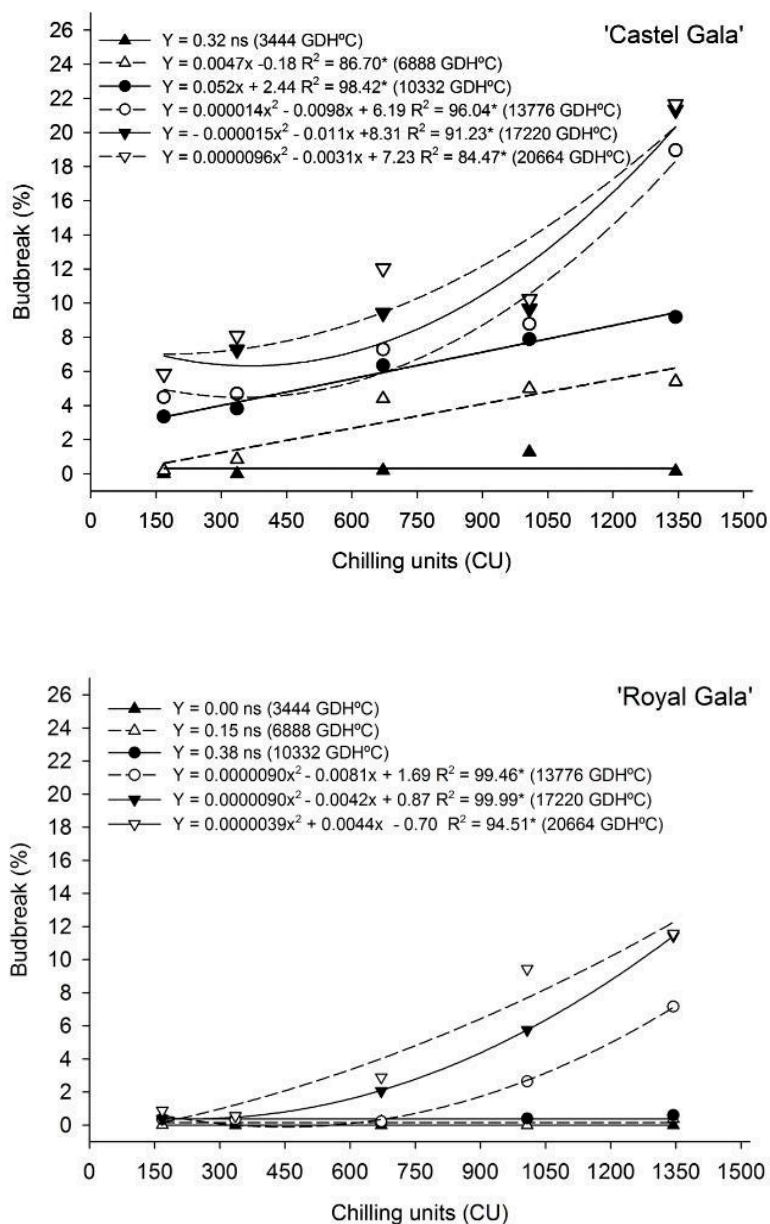 'Castel Gala'
Y = 0.32 ns (3444 GDHºC)
Y = 0.0047x -0.18 R² = 86.70* (6888 GDHºC)
Y = 0.052x + 2.44 R² = 98.42* (10332 GDHºC)
Y = 0.000014x² - 0.0098x + 6.19 R² = 96.04* (13776 GDHºC)
Y = - 0.000015x² - 0.011x +8.31 R² = 91.23* (17220 GDHºC)
Y = 0.0000096x² - 0.0031x + 7.23 R² = 84.47* (20664 GDHºC)
Budbreak (%)
26
24
22
20
18
16
14
12
10
8
6
4
2
0
0 150 300 450 600 750 900 1050 1200 1350 1500
Chilling units (CU)
'Royal Gala'
Y = 0.00 ns (3444 GDHºC)
Y = 0.15 ns (6888 GDHºC)
Y = 0.38 ns (10332 GDHºC)
Y = 0.0000090x² - 0.0081x + 1.69 R² = 99.46* (13776 GDHºC)
Y = 0.0000090x² - 0.0042x + 0.87 R² = 99.99* (17220 GDHºC)
Y = 0.0000039x² + 0.0044x - 0.70 R² = 94.51* (20664 GDHºC)
Budbreak (%)
26
24
22
20
18
16
14
12
10
8
6
4
2
0
0 150 300 450 600 750 900 1050 1200 1350 1500
Chilling units (CU)